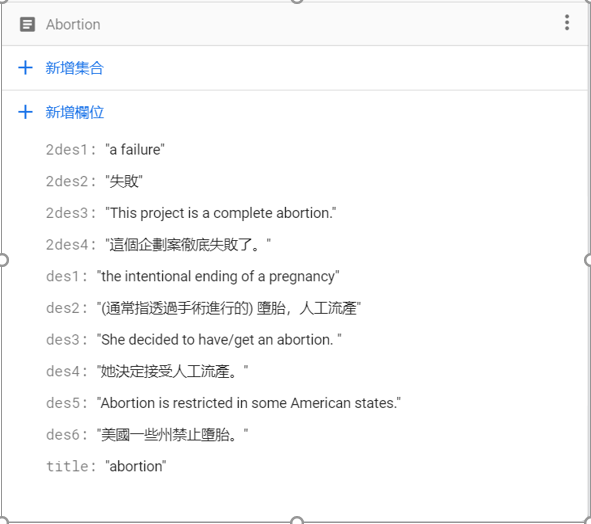 Abortion
新增集合
新增欄位
2des1: "a failure"
2des2: "失敗"
2des3: "This project is a complete abortion."
2des4: "這個企劃案徹底失敗了。"
des1: "the intentional ending of a pregnancy"
des2: "(通常指透過手術進行的) 墮胎，人工流產"
des3: "She decided to have/get an abortion. "
des4: "她決定接受人工流產。"
des5: "Abortion is restricted in some American states."
des6: "美國一些州禁止墮胎。"
title: "abortion"